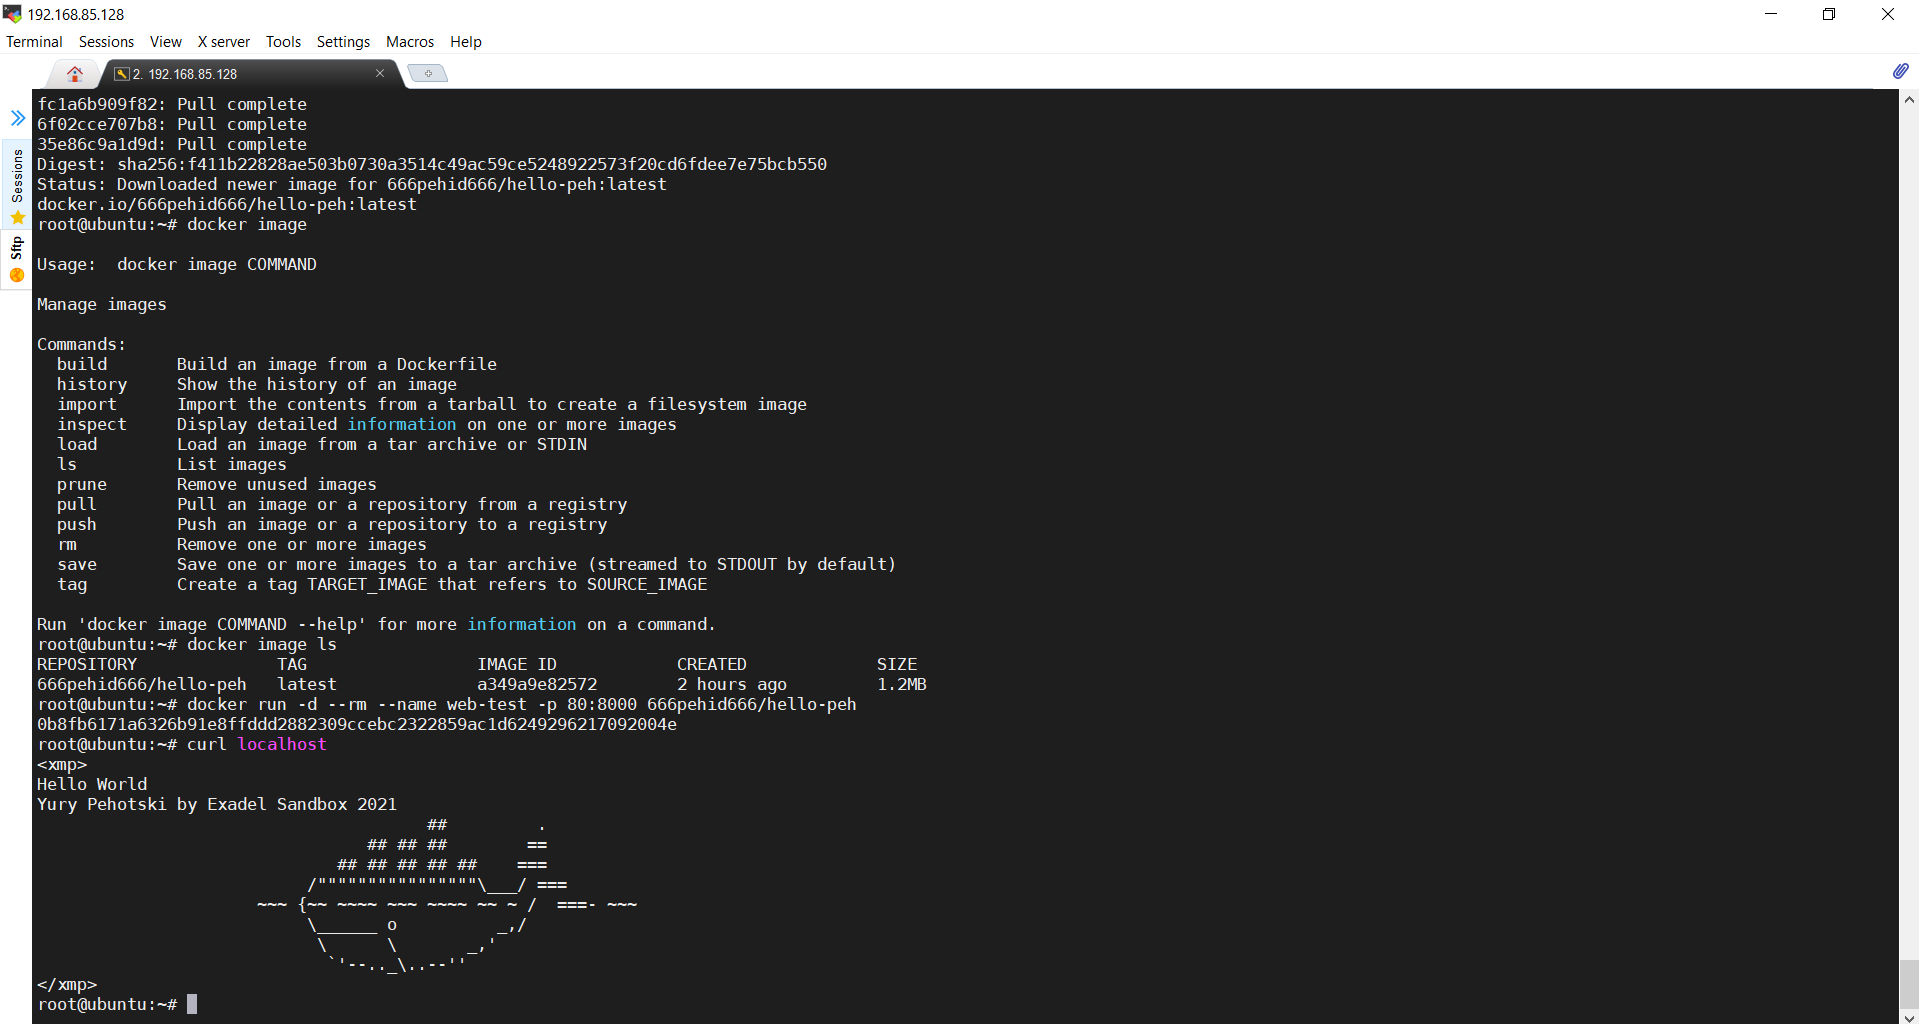 192.168.85.128
Terminal Sessions View X server Tools Settings Macros Help
2. 192.168.85.128
Sessions
Sftp
fc1a6b909f82: Pull complete
6f02cce707b8: Pull complete
35e86c9a1d9d: Pull complete
Digest: sha256:f411b22828ae503b0730a3514c49ac59ce5248922573f20cd6fdee7e75bcb550
Status: Downloaded newer image for 666pehid666/hello-peh:latest
docker.io/666pehid666/hello-peh:latest
root@ubuntu:~# docker image

Usage:  docker image COMMAND

Manage images

Commands:
  build       Build an image from a Dockerfile
  history     Show the history of an image
  import      Import the contents from a tarball to create a filesystem image
  inspect     Display detailed information on one or more images
  load        Load an image from a tar archive or STDIN
  ls          List images
  prune       Remove unused images
  pull        Pull an image or a repository from a registry
  push        Push an image or a repository to a registry
  rm          Remove one or more images
  save        Save one or more images to a tar archive (streamed to STDOUT by default)
  tag         Create a tag TARGET_IMAGE that refers to SOURCE_IMAGE

Run 'docker image COMMAND --help' for more information on a command.
root@ubuntu:~# docker image ls
REPOSITORY              TAG                 IMAGE ID            CREATED             SIZE
666pehid666/hello-peh   latest              a349a9e82572        2 hours ago         1.2MB
root@ubuntu:~# docker run -d --rm --name web-test -p 80:8000 666pehid666/hello-peh
0b8fb6171a6326b91e8ffddd2882309ccebc2322859ac1d6249296217092004e
root@ubuntu:~# curl localhost
<xmp>
Hello World
Yury Pehotski by Exadel Sandbox 2021
                                       ##         .
                                 ## ## ##        ==
                              ## ## ## ## ##    ===
                           /""""""""""""""""\___/ ===
                      ~~~ {~~ ~~~~ ~~~ ~~~~ ~~ ~ /  ===- ~~~
                           \______ o          _,/
                            \      \       _,'
                             `'--.._\..--''
</xmp>
root@ubuntu:~#